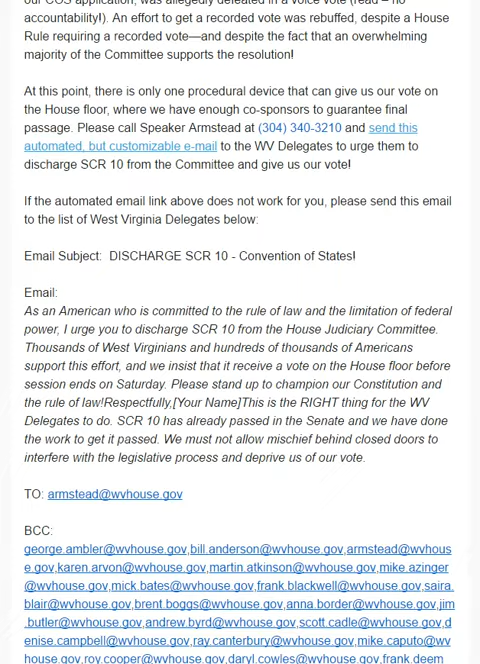 our COS application, was allegedly defeated in a voice vote (read – no
accountability!). An effort to get a recorded vote was rebuffed, despite a House
Rule requiring a recorded vote—and despite the fact that an overwhelming
majority of the Committee supports the resolution!
At this point, there is only one procedural device that can give us our vote on
the House floor, where we have enough co-sponsors to guarantee final
passage. Please call Speaker Armstead at (304) 340-3210 and send this
automated, but customizable e-mail to the WV Delegates to urge them to
discharge SCR 10 from the Committee and give us our vote!
If the automated email link above does not work for you, please send this email
to the list of West Virginia Delegates below:
Email Subject:  DISCHARGE SCR 10 - Convention of States!
Email:
As an American who is committed to the rule of law and the limitation of federal
power, I urge you to discharge SCR 10 from the House Judiciary Committee.
Thousands of West Virginians and hundreds of thousands of Americans
support this effort, and we insist that it receive a vote on the House floor before
session ends on Saturday. Please stand up to champion our Constitution and
the rule of law!Respectfully,[Your Name]This is the RIGHT thing for the WV
Delegates to do. SCR 10 has already passed in the Senate and we have done
the work to get it passed. We must not allow mischief behind closed doors to
interfere with the legislative process and deprive us of our vote.
TO: armstead@wvhouse.gov
BCC:
george.ambler@wvhouse.gov,bill.anderson@wvhouse.gov,armstead@wvhous
e.gov,karen.arvon@wvhouse.gov,martin.atkinson@wvhouse.gov,mike.azinger
@wvhouse.gov,mick.bates@wvhouse.gov,frank.blackwell@wvhouse.gov,saira.
blair@wvhouse.gov,brent.boggs@wvhouse.gov,anna.border@wvhouse.gov,jim
.butler@wvhouse.gov,andrew.byrd@wvhouse.gov,scott.cadle@wvhouse.gov,d
enise.campbell@wvhouse.gov,ray.canterbury@wvhouse.gov,mike.caputo@wv
house.gov,roy.cooper@wvhouse.gov,daryl.cowles@wvhouse.gov,frank.deem